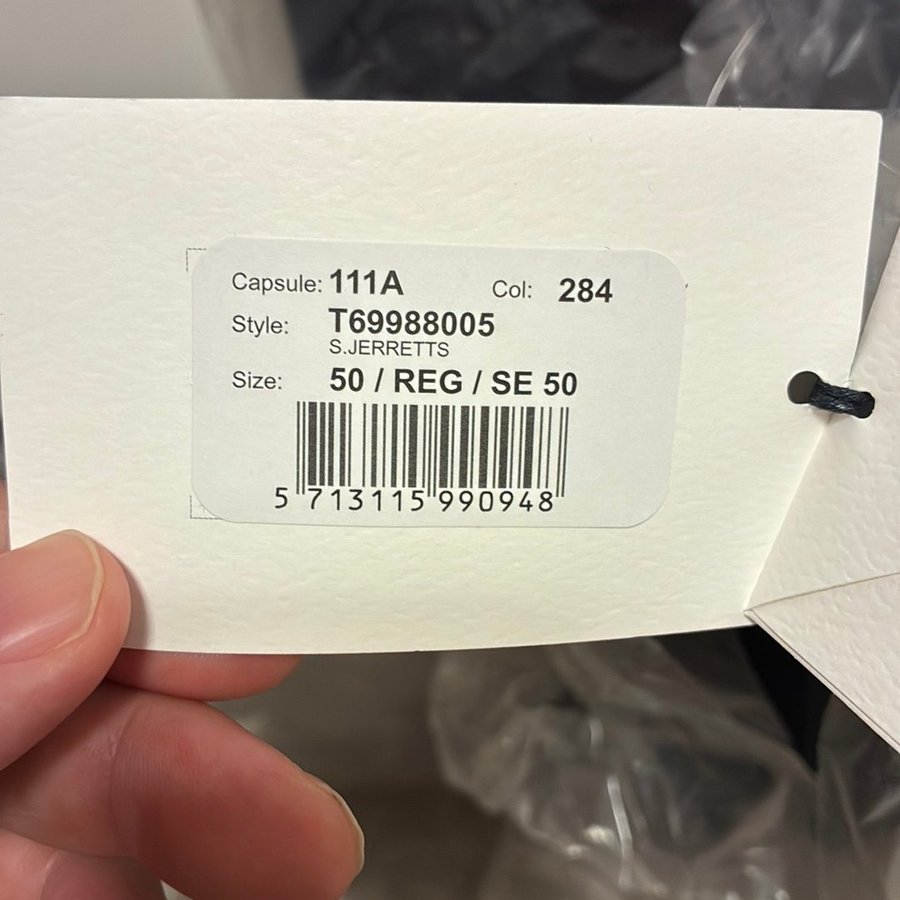 Capsule: 111A Col: 284
Style: T69988005
S.JERRETTS
Size: 50 / REG / SE 50
5 713115 990948